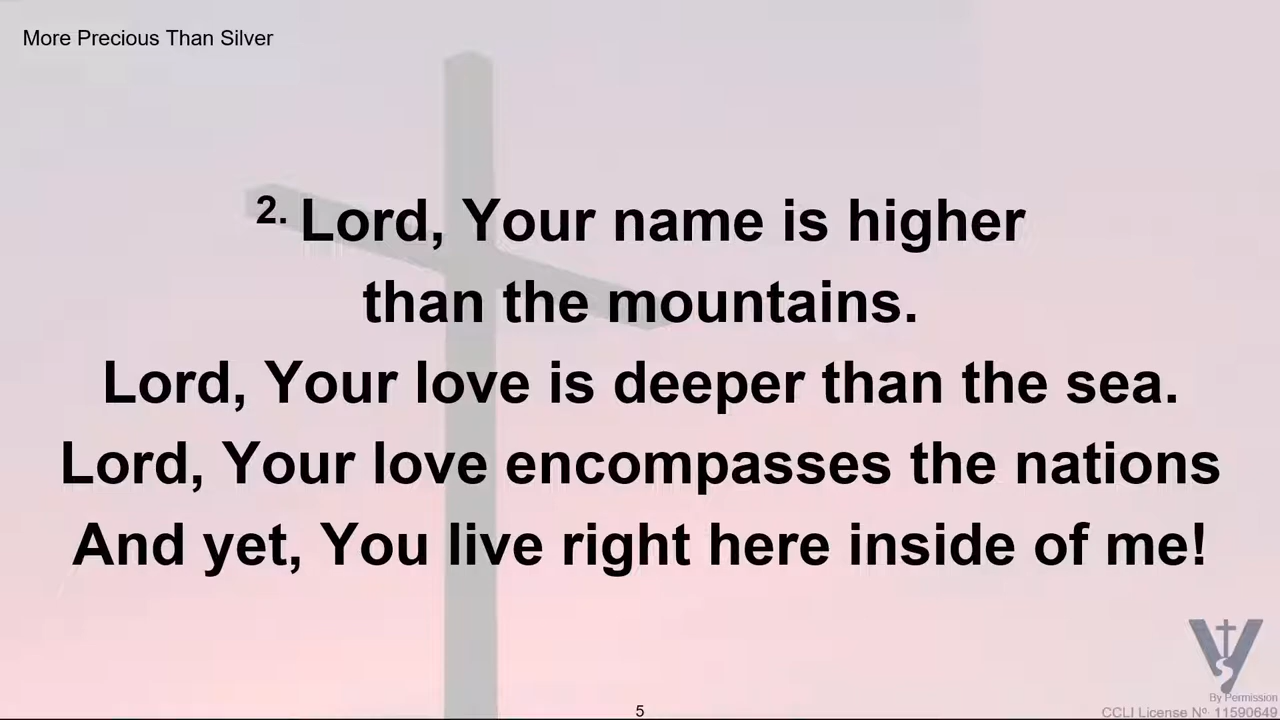 More Precious Than Silver
2. Lord, Your name is higher
than the mountains.
Lord, Your love is deeper than the sea.
Lord, Your love encompasses the nations
And yet, You live right here inside of me!
By Permission
5
CCLI License Nº. 11590649